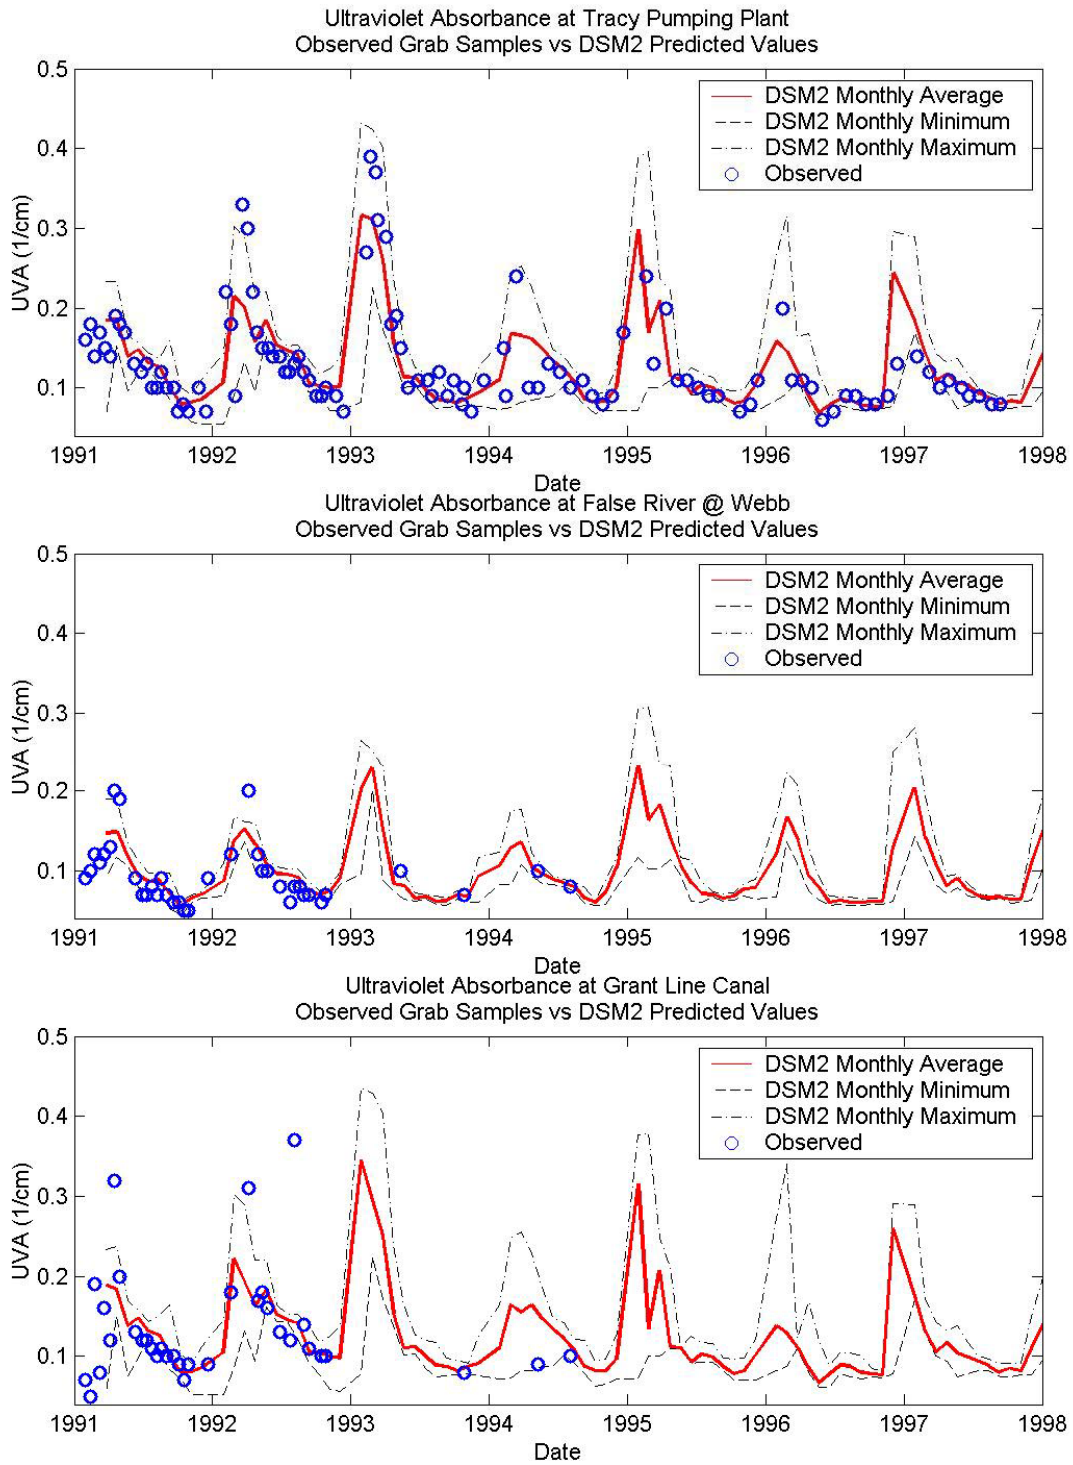 Ultraviolet Absorbance at Tracy Pumping Plant
Observed Grab Samples vs DSM2 Predicted Values
0.5
0.4
0.3
0.2
0.1
UVA (1/cm)
DSM2 Monthly Average
DSM2 Monthly Minimum
DSM2 Monthly Maximum
Observed
1991 1992 1993 1994 1995 1996 1997 1998
Date
Ultraviolet Absorbance at False River @ Webb
Observed Grab Samples vs DSM2 Predicted Values
0.5
0.4
0.3
0.2
0.1
UVA (1/cm)
DSM2 Monthly Average
DSM2 Monthly Minimum
DSM2 Monthly Maximum
Observed
1991 1992 1993 1994 1995 1996 1997 1998
Date
Ultraviolet Absorbance at Grant Line Canal
Observed Grab Samples vs DSM2 Predicted Values
0.5
0.4
0.3
0.2
0.1
UVA (1/cm)
DSM2 Monthly Average
DSM2 Monthly Minimum
DSM2 Monthly Maximum
Observed
1991 1992 1993 1994 1995 1996 1997 1998
Date